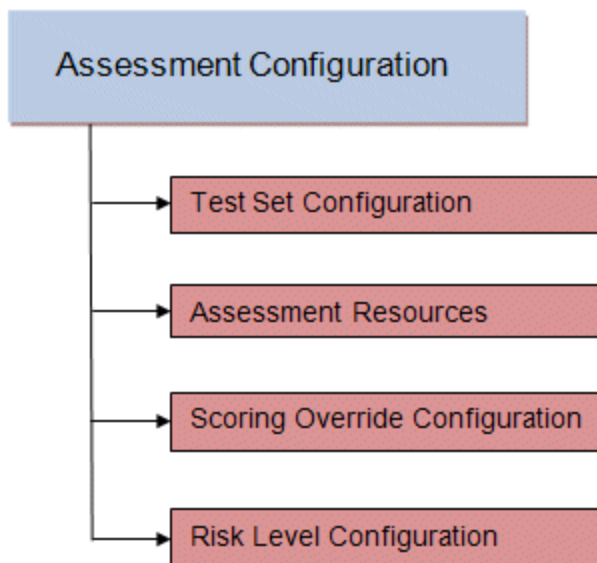 Assessment Configuration
Test Set Configuration
Assessment Resources
Scoring Override Configuration
Risk Level Configuration